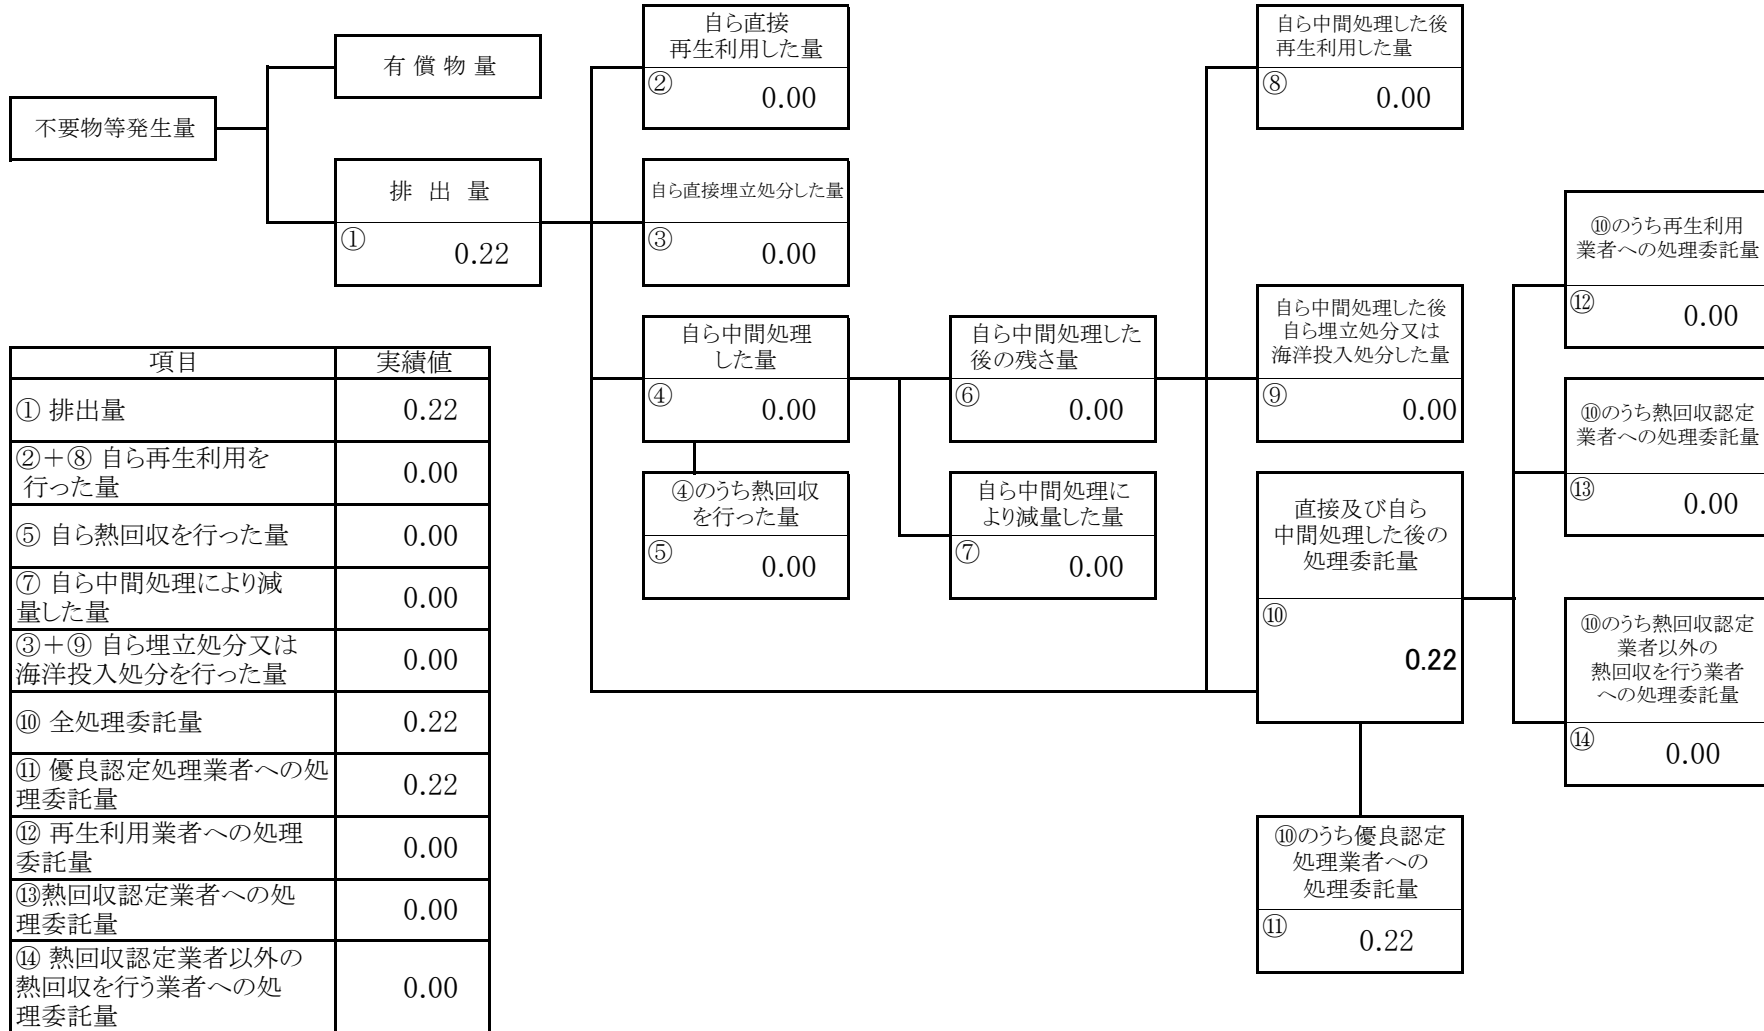 不要物等発生量
有 償 物 量
排 出 量
① 0.22
自ら直接
再生利用した量
② 0.00
自ら直接埋立処分した量
③ 0.00
自ら中間処理
した量
④ 0.00
④のうち熱回収
を行った量
⑤ 0.00
自ら中間処理した
後の残さ量
⑥ 0.00
自ら中間処理に
より減量した量
⑦ 0.00
自ら中間処理した後
再生利用した量
⑧ 0.00
自ら中間処理した後
自ら埋立処分又は
海洋投入処分した量
⑨ 0.00
直接及び自ら
中間処理した後の
処理委託量
⑩
0.22
⑩のうち優良認定
処理業者への
処理委託量
⑪ 0.22
⑩のうち再生利用
業者への処理委託量
⑫ 0.00
⑩のうち熱回収認定
業者への処理委託量
⑬ 0.00
⑩のうち熱回収認定
業者以外の
熱回収を行う業者
への処理委託量
⑭ 0.00
項目 実績値
① 排出量 0.22
②+⑧ 自ら再生利用を
行った量 0.00
⑤ 自ら熱回収を行った量 0.00
⑦ 自ら中間処理により減
量した量 0.00
③+⑨ 自ら埋立処分又は
海洋投入処分を行った量 0.00
⑩ 全処理委託量 0.22
⑪ 優良認定処理業者への処
理委託量 0.22
⑫ 再生利用業者への処理
委託量 0.00
⑬熱回収認定業者への処
理委託量 0.00
⑭ 熱回収認定業者以外の
熱回収を行う業者への処
理委託量 0.00